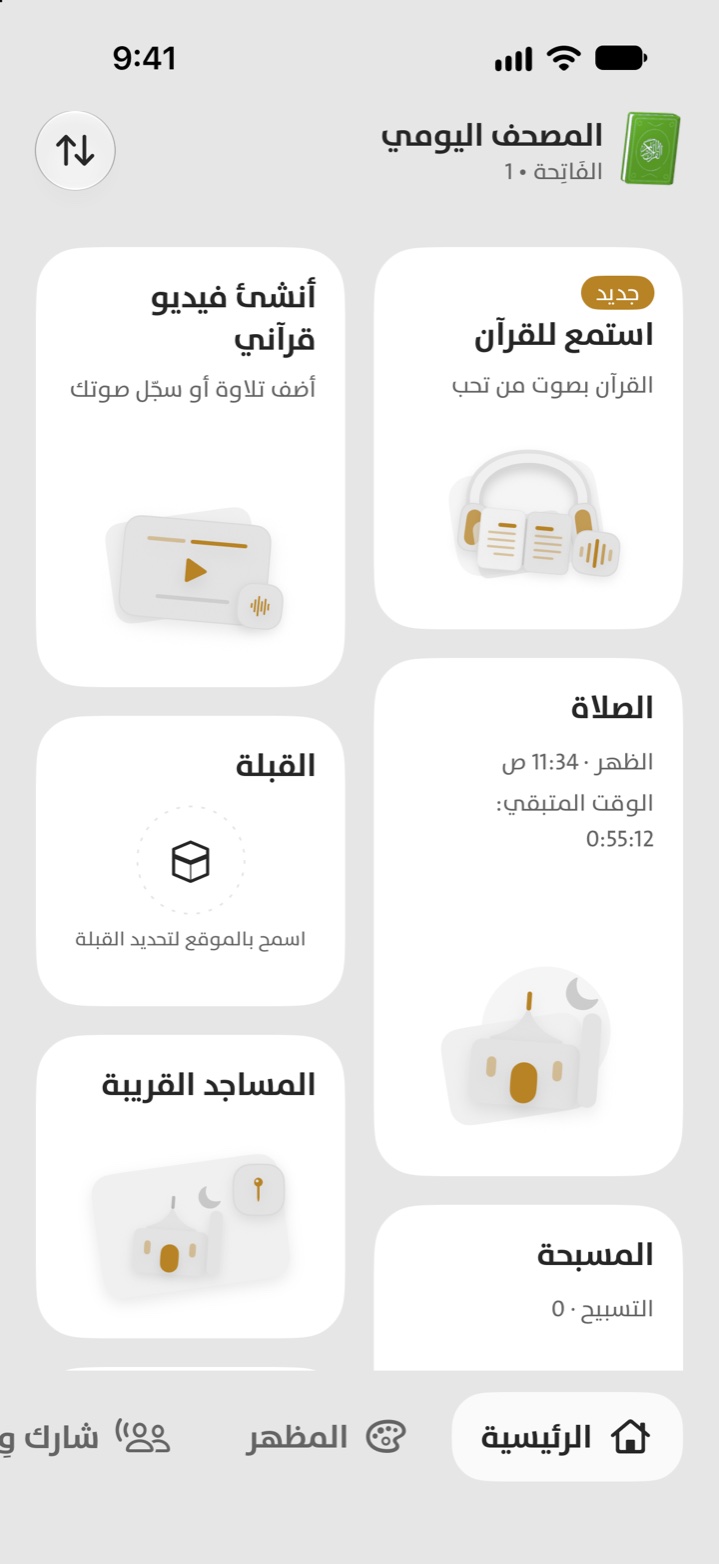 9:41
المصحف اليومي
الفَاتِحة • 1
جديد
استمع للقرآن
القرآن بصوت من تحب
أنشئ فيديو
قرآني
أضف تلاوة أو سجّل صوتك
الصلاة
الظهر · 11:34 ص
الوقت المتبقي:
0:55:12
القبلة
اسمح بالموقع لتحديد القبلة
المساجد القريبة
المسبحة
التسبيح · 0
الرئيسية
المظهر
شارك